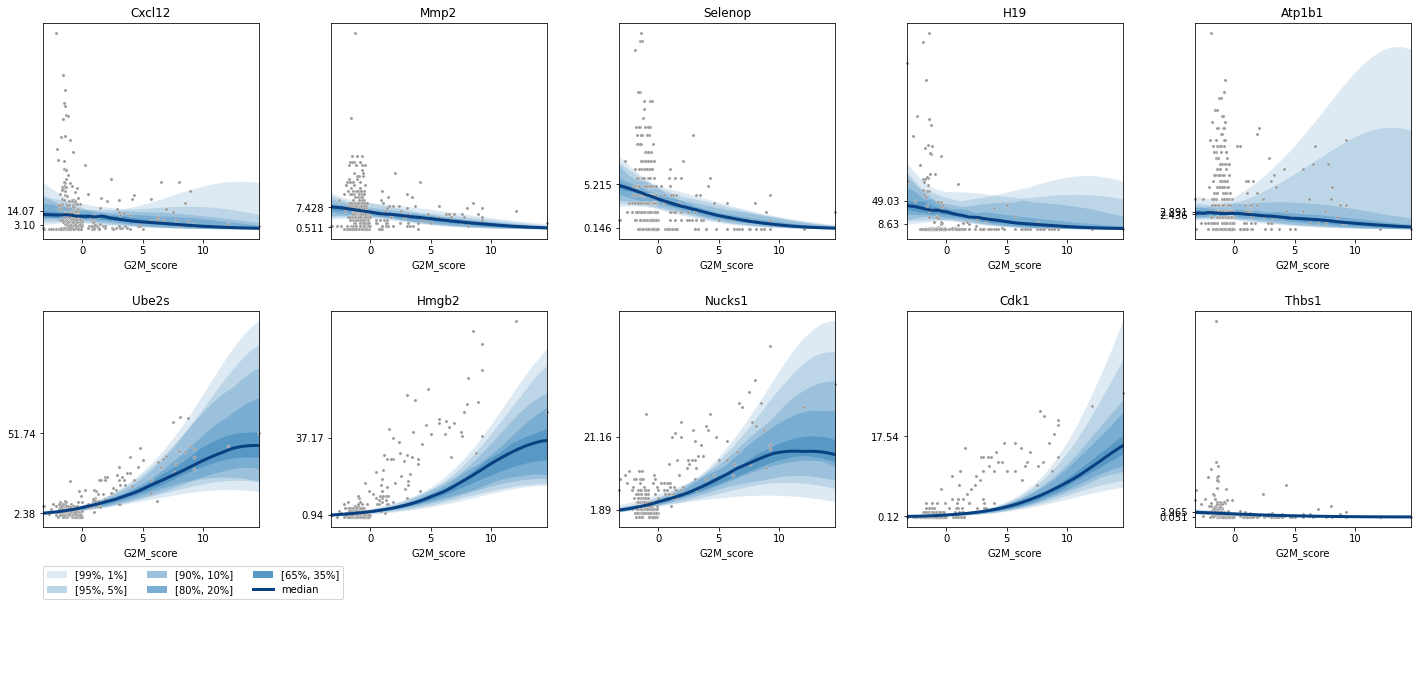 Cxcl12 Mmp2 Selenop H19 Atp1b1
14.07 7.428 5.215 49.03
3.10 0.511 0.146 8.63
0 5 10 0 5 10 0 5 10 0 5 10 0 5 10
G2M_score G2M_score G2M_score G2M_score G2M_score
Ube2s Hmgb2 Nucks1 Cdk1 Thbs1
51.74 37.17 21.16 17.54
2.38 0.94 1.89 0.12
0 5 10 0 5 10 0 5 10 0 5 10 0 5 10
G2M_score G2M_score G2M_score G2M_score G2M_score
[99%, 1%] [90%, 10%] [65%, 35%]
[95%, 5%] [80%, 20%] median